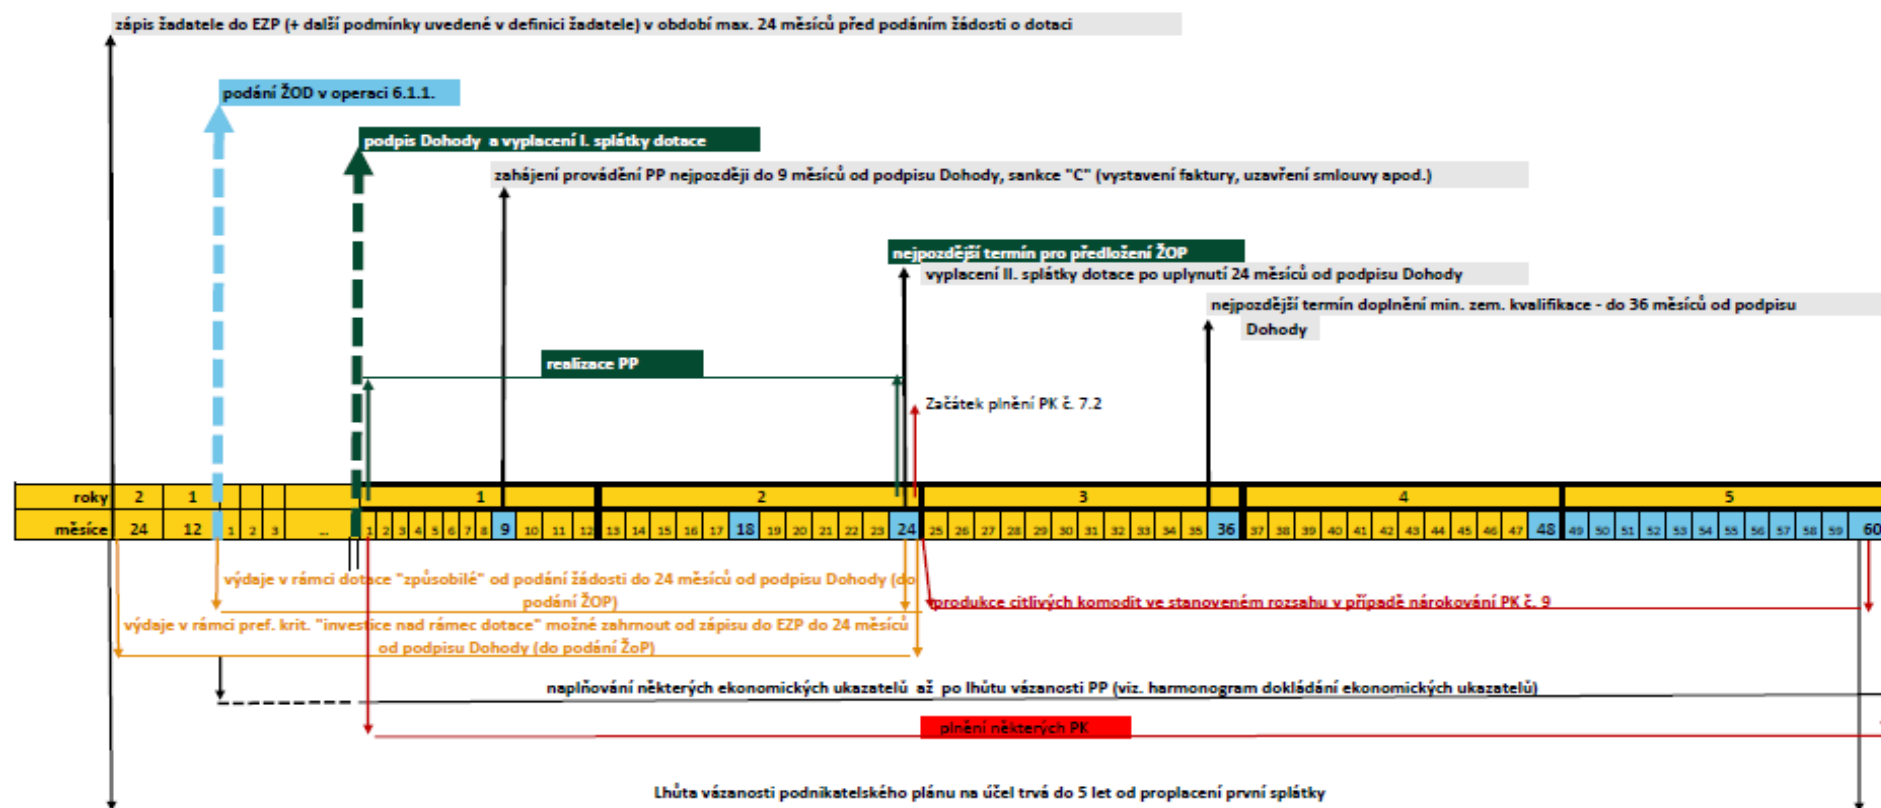 zápis žadatele do EZP (+ další podmínky uvedené v definici žadatele) v období max. 24 měsíců před podáním žádosti o dotaci
podání ŽOD v operaci 6.1.1.
podpis Dohody a vyplacení I. splátky dotace
zahájení provádění PP nejpozději do 9 měsíců od podpisu Dohody, sankce "C" (vystavení faktury, uzavření smlouvy apod.)
nejpozdější termín pro předložení ŽOP
vyplacení II. splátky dotace po uplynutí 24 měsíců od podpisu Dohody
nejpozdější termín doplnění min. zem. kvalifikace - do 36 měsíců od podpisu
Dohody
realizace PP
Začátek plnění PK č. 7.2
roky 2 1 1 2 3 4 5
měsíce 24 12 1 2 3 ... 1 2 3 4 5 6 7 8 9 10 11 12 13 14 15 16 17 18 19 20 21 22 23 24 25 26 27 28 29 30 31 32 33 34 35 36 37 38 39 40 41 42 43 44 45 46 47 48 49 50 51 52 53 54 55 56 57 58 59 60
výdaje v rámci dotace "způsobilé" od podání žádosti do 24 měsíců od podpisu Dohody (do
podání ŽOP)
produkce citlivých komodit ve stanoveném rozsahu v případě nárokování PK č. 9
výdaje v rámci pref. krit. "investice nad rámec dotace" možné zahrnout od zápisu do EZP do 24 měsíců
od podpisu Dohody (do podání ŽoP)
naplňování některých ekonomických ukazatelů až po lhůtu vázanosti PP (viz. harmonogram dokládání ekonomických ukazatelů)
plnění některých PK
Lhůta vázanosti podnikatelského plánu na účel trvá do 5 let od proplacení první splátky